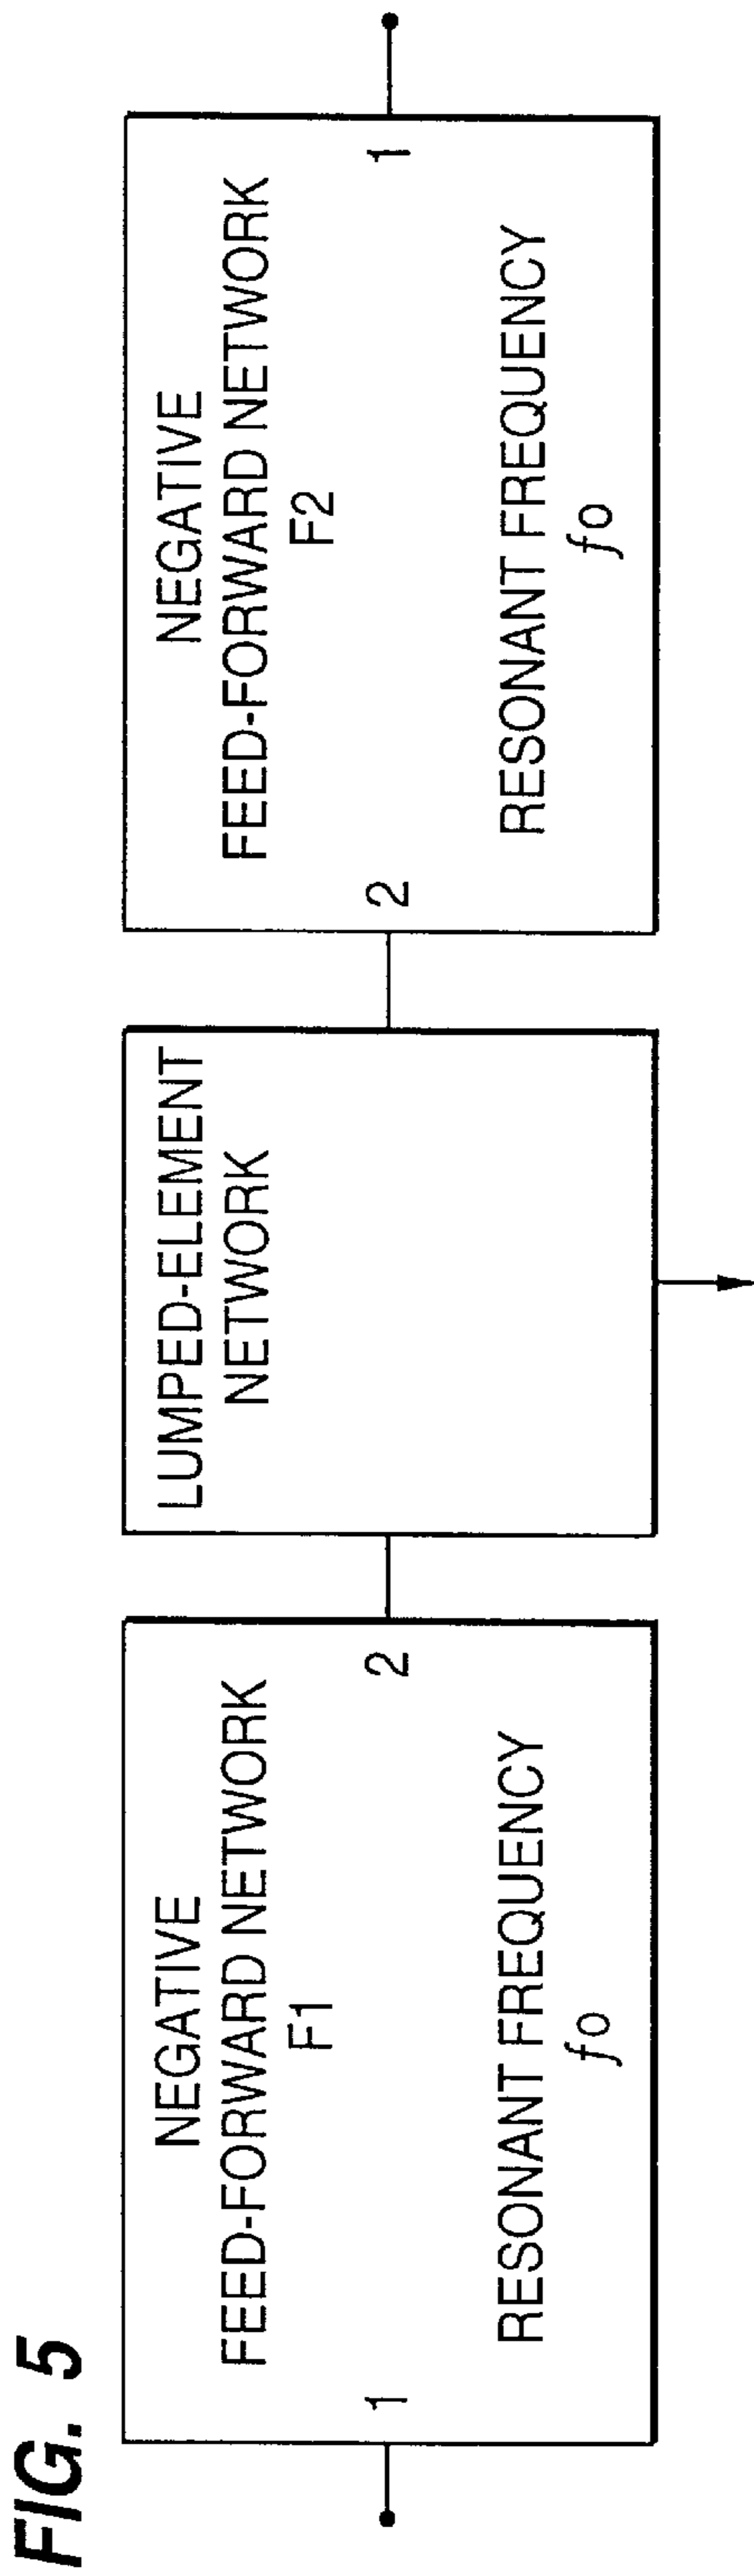 FIG. 5
NEGATIVE
FEED-FORWARD NETWORK
F1
1
2
RESONANT FREQUENCY
fo
LUMPED-ELEMENT
NETWORK
NEGATIVE
FEED-FORWARD NETWORK
F2
2
1
RESONANT FREQUENCY
fo